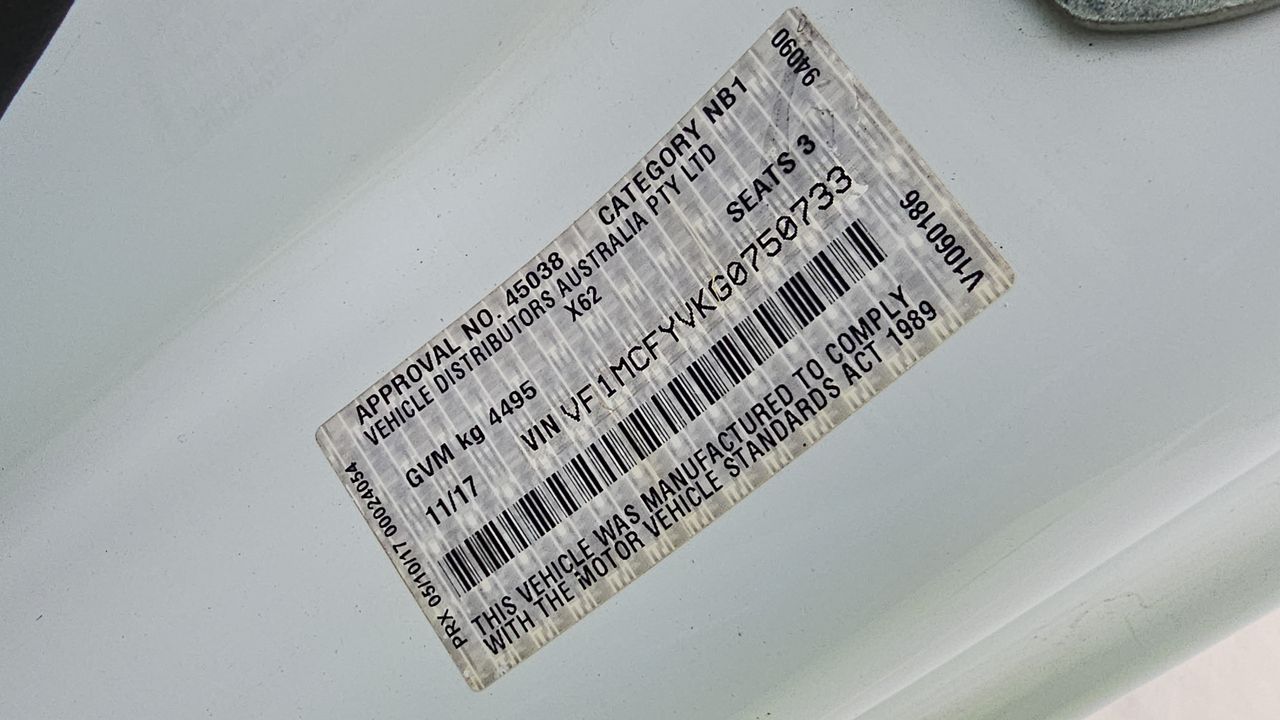 APPROVAL NO. 45038 CATEGORY NB1
94090
VEHICLE DISTRIBUTORS AUSTRALIA PTY LTD
X62
GVM kg 4495 SEATS 3
11/17 VIN VF1MCFYVKG0750733
THIS VEHICLE WAS MANUFACTURED TO COMPLY
WITH THE MOTOR VEHICLE STANDARDS ACT 1989
PRX 05/10/17 00024054
V1060186